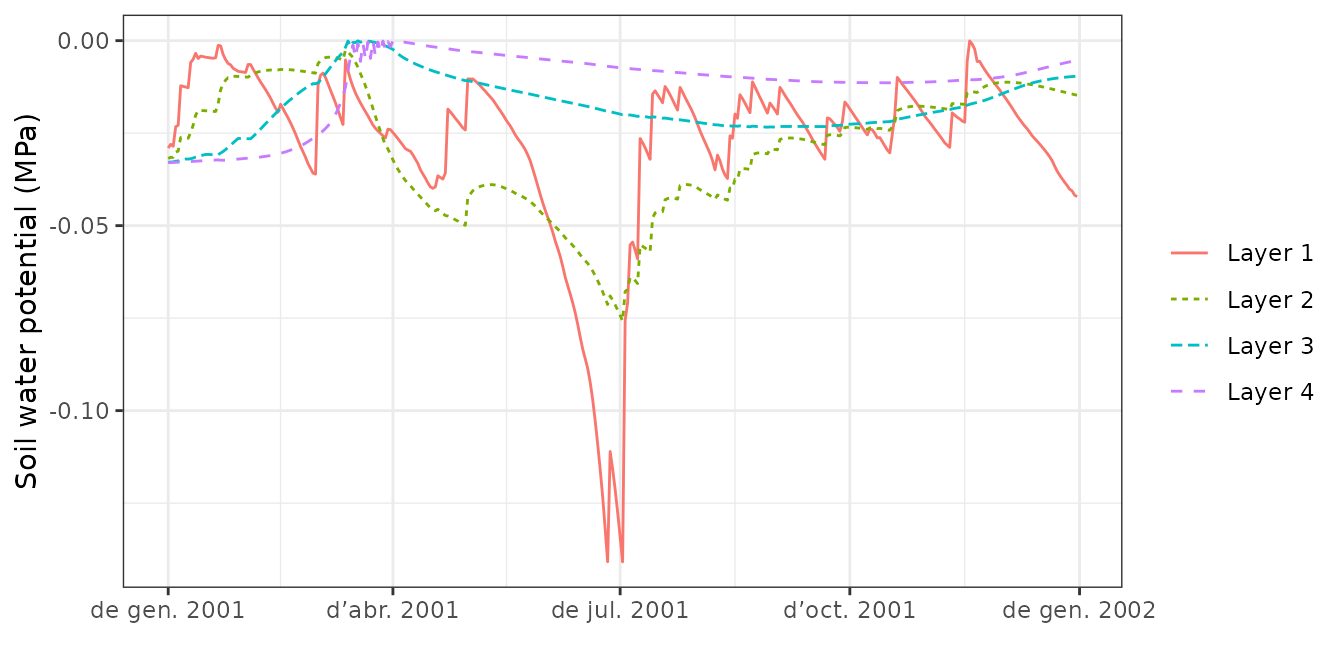 Soil water potential (MPa)
0.00
-0.05
-0.10
de gen. 2001
d’abr. 2001
de jul. 2001
d’oct. 2001
de gen. 2002
Layer 1
Layer 2
Layer 3
Layer 4